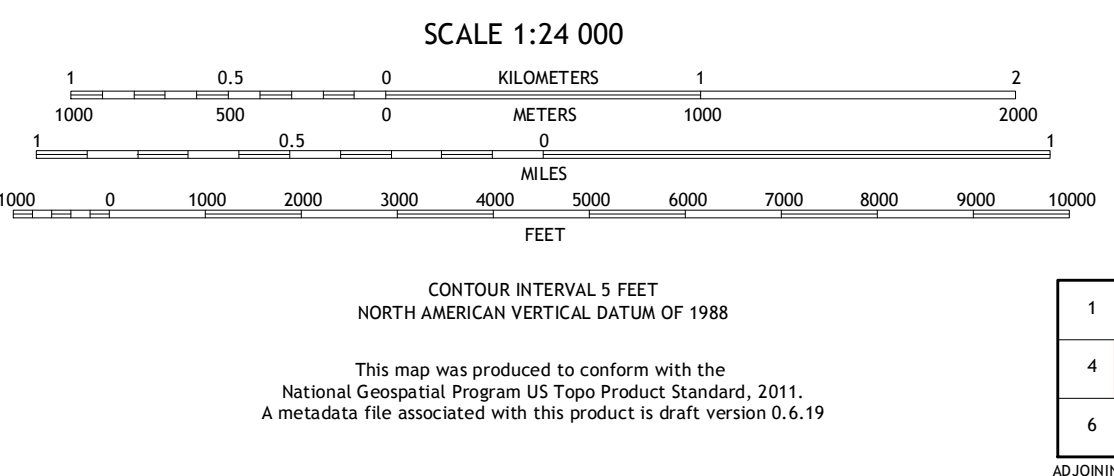 SCALE 1:24 000
1 0.5 0 KILOMETERS 1 2
1000 500 0 METERS 1000 2000
1 0.5 0 1
MILES
1000 0 1000 2000 3000 4000 5000 6000 7000 8000 9000 10000
FEET
CONTOUR INTERVAL 5 FEET
NORTH AMERICAN VERTICAL DATUM OF 1988
This map was produced to conform with the
National Geospatial Program US Topo Product Standard, 2011.
A metadata file associated with this product is draft version 0.6.19
1
4
6
ADJOININ